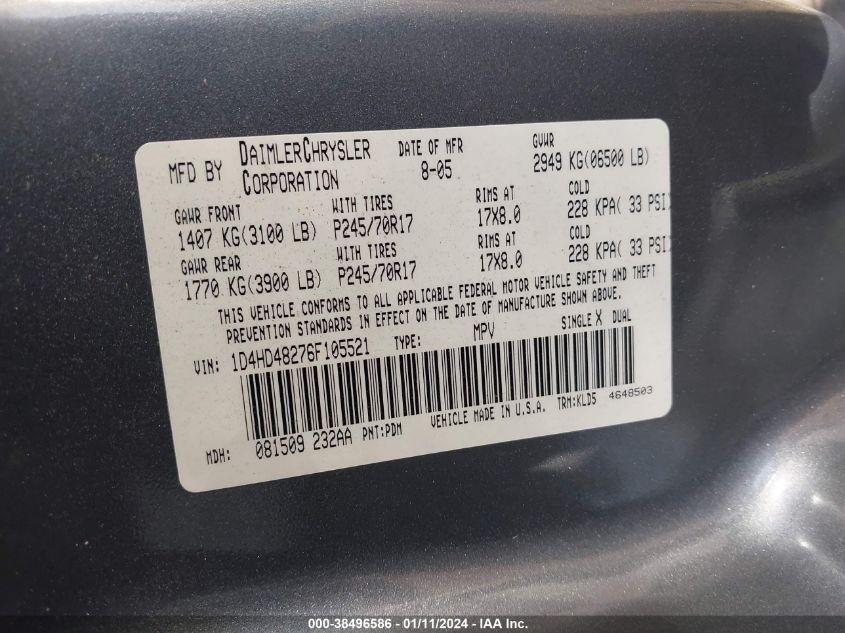 MFD BY DAIMLERCHRYSLER CORPORATION DATE OF MFR 8-05 GVWR 2949 KG(06500 LB)
GAWR FRONT WITH TIRES RIMS AT COLD
1407 KG(3100 LB) P245/70R17 17X8.0 228 KPA( 33 PSI
GAWR REAR WITH TIRES RIMS AT COLD
1770 KG(3900 LB) P245/70R17 17X8.0 228 KPA( 33 PSI
THIS VEHICLE CONFORMS TO ALL APPLICABLE FEDERAL MOTOR VEHICLE SAFETY AND THEFT
PREVENTION STANDARDS IN EFFECT ON THE DATE OF MANUFACTURE SHOWN ABOVE.
VIN: 1D4HD48276F105521 TYPE: MPV SINGLE X DUAL
MDH: 081509 232AA PNT:PDM VEHICLE MADE IN U.S.A. TRM:KLD5 4648503
000-38496586 / 01/11/2024 - IAA Inc.